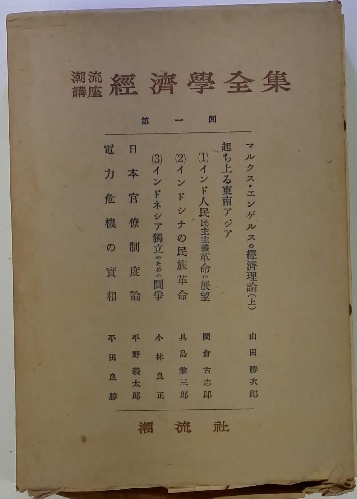 潮流講座 經濟學全集
第一回
マルクス・エンゲルスの經濟理論(上) 山田勝次郎
起ち上る東南アジア
(1)インド人民民主主義革命の展望 岡倉古志郎
(2)インドシナの民族革命 具島兼三郎
(3)インドネシア獨立のための鬪爭 小林良正
日本官僚制度論 平野義太郎
電力危機の實相 平田良勝
潮流社